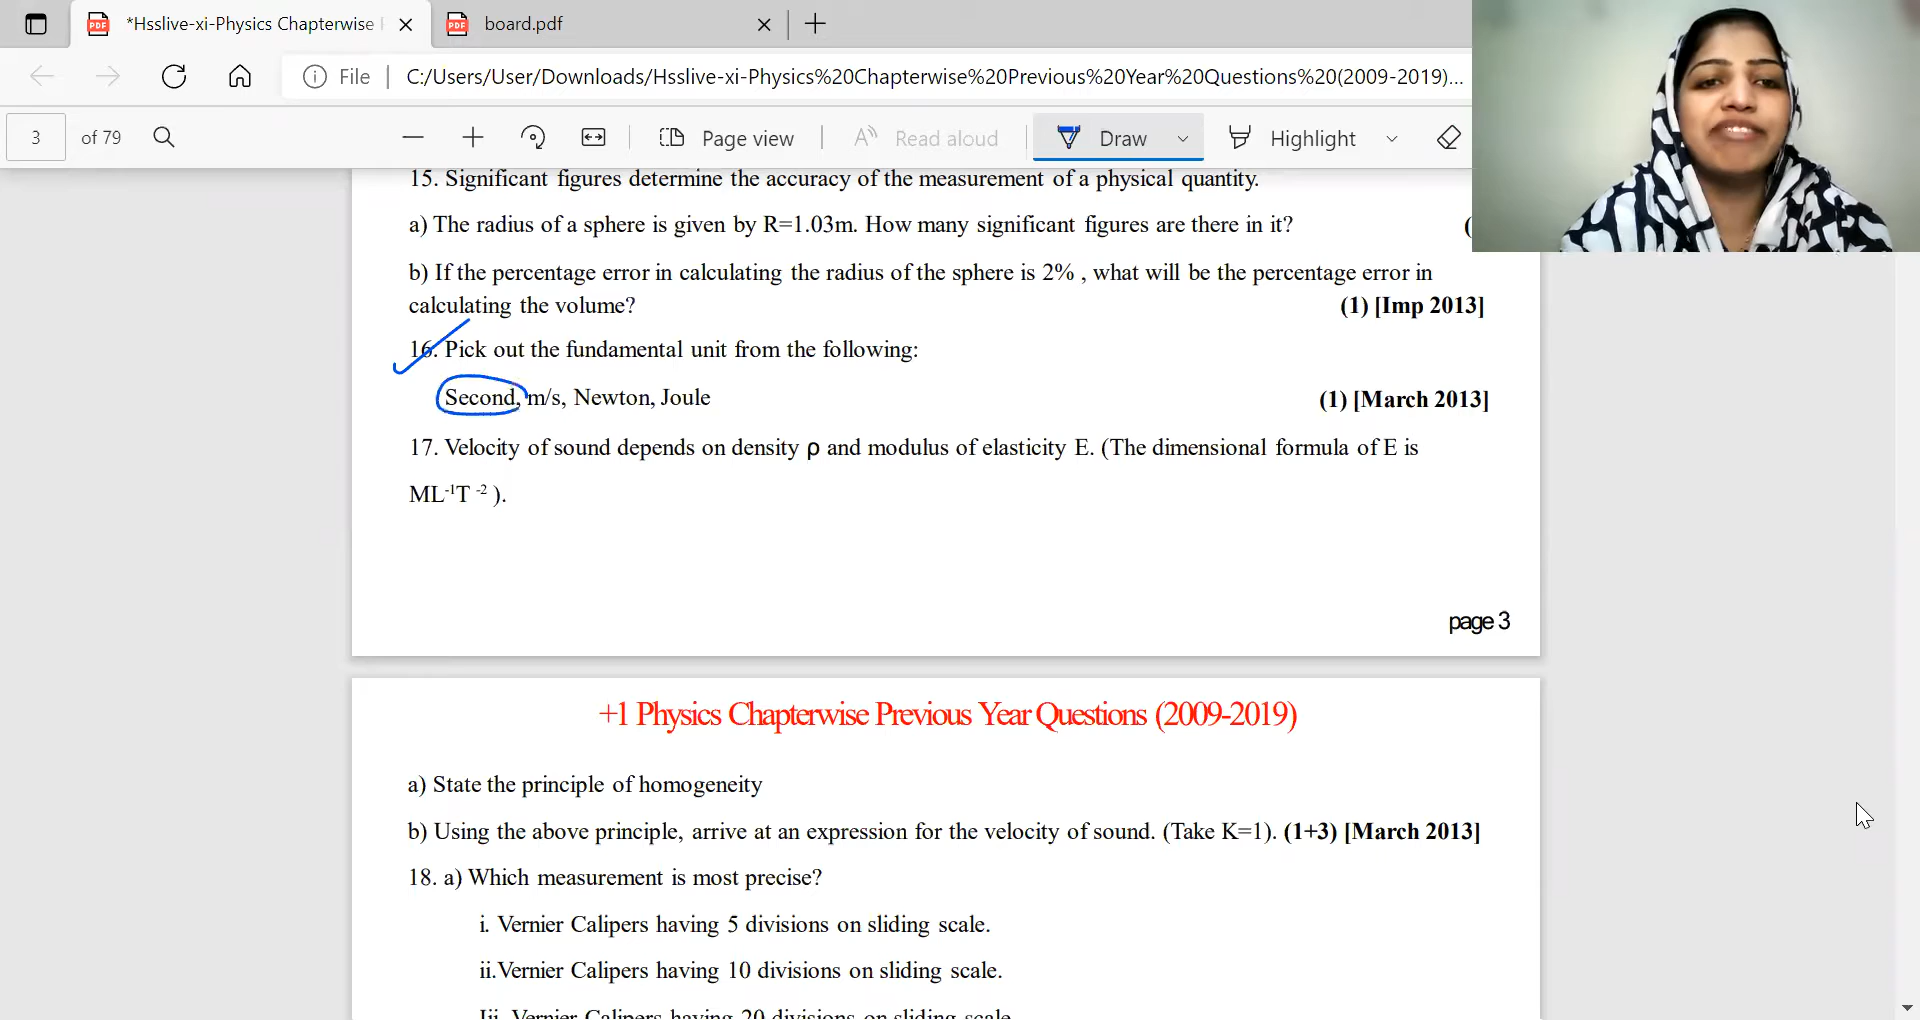 *Hsslive-xi-Physics Chapterwise
board.pdf
File
C:/Users/User/Downloads/Hsslive-xi-Physics%20Chapterwise%20Previous%20Year%20Questions%20(2009-2019)...
3 of 79
Page view
Read aloud
Draw
Highlight
15. Significant figures determine the accuracy of the measurement of a physical quantity.
a) The radius of a sphere is given by R=1.03m. How many significant figures are there in it? (
b) If the percentage error in calculating the radius of the sphere is 2% , what will be the percentage error in
calculating the volume? (1) [Imp 2013]
16. Pick out the fundamental unit from the following:
Second, m/s, Newton, Joule (1) [March 2013]
17. Velocity of sound depends on density ρ and modulus of elasticity E. (The dimensional formula of E is
ML⁻¹T ⁻² ).
page 3
+1 Physics Chapterwise Previous Year Questions (2009-2019)
a) State the principle of homogeneity
b) Using the above principle, arrive at an expression for the velocity of sound. (Take K=1). (1+3) [March 2013]
18. a) Which measurement is most precise?
i. Vernier Calipers having 5 divisions on sliding scale.
ii.Vernier Calipers having 10 divisions on sliding scale.
Iii. Vernier Calipers having 20 divisions on sliding scale.